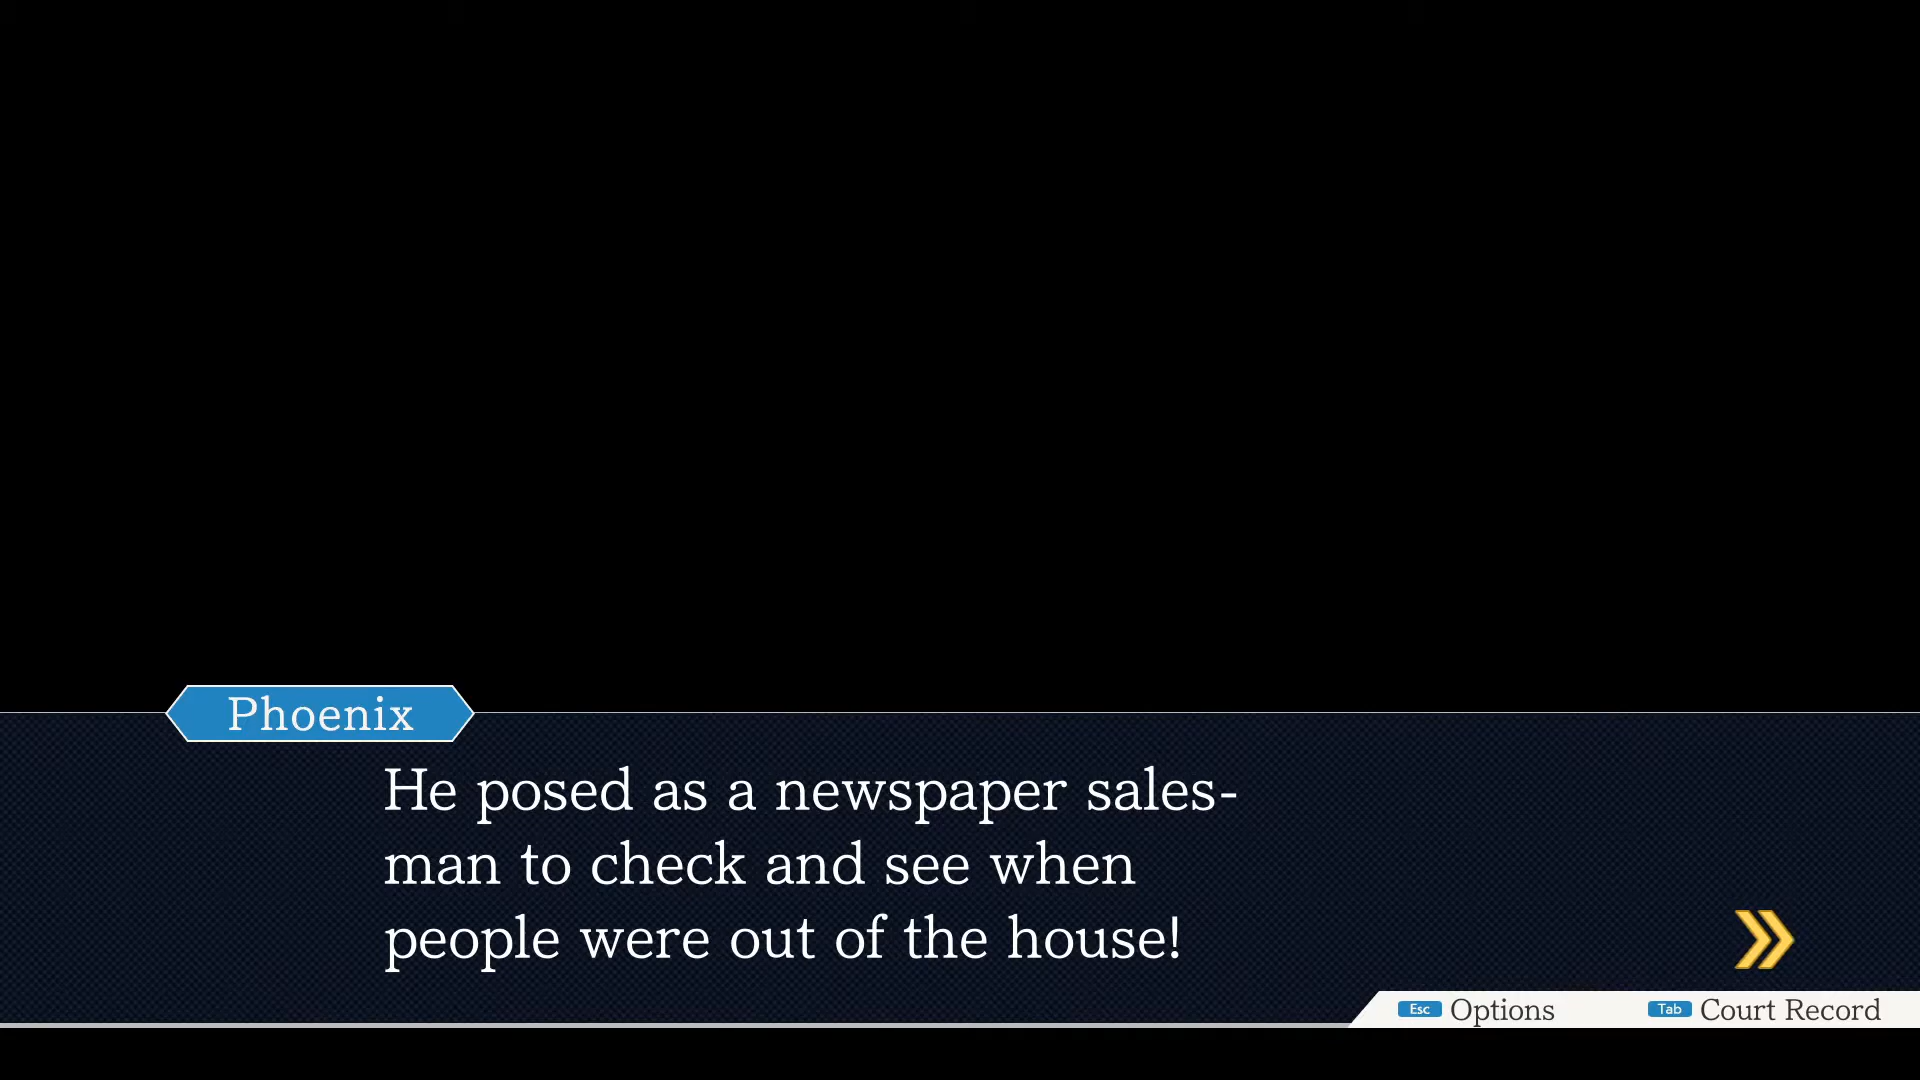 Phoenix
He posed as a newspaper sales-
man to check and see when
people were out of the house!
Esc Options Tab Court Record